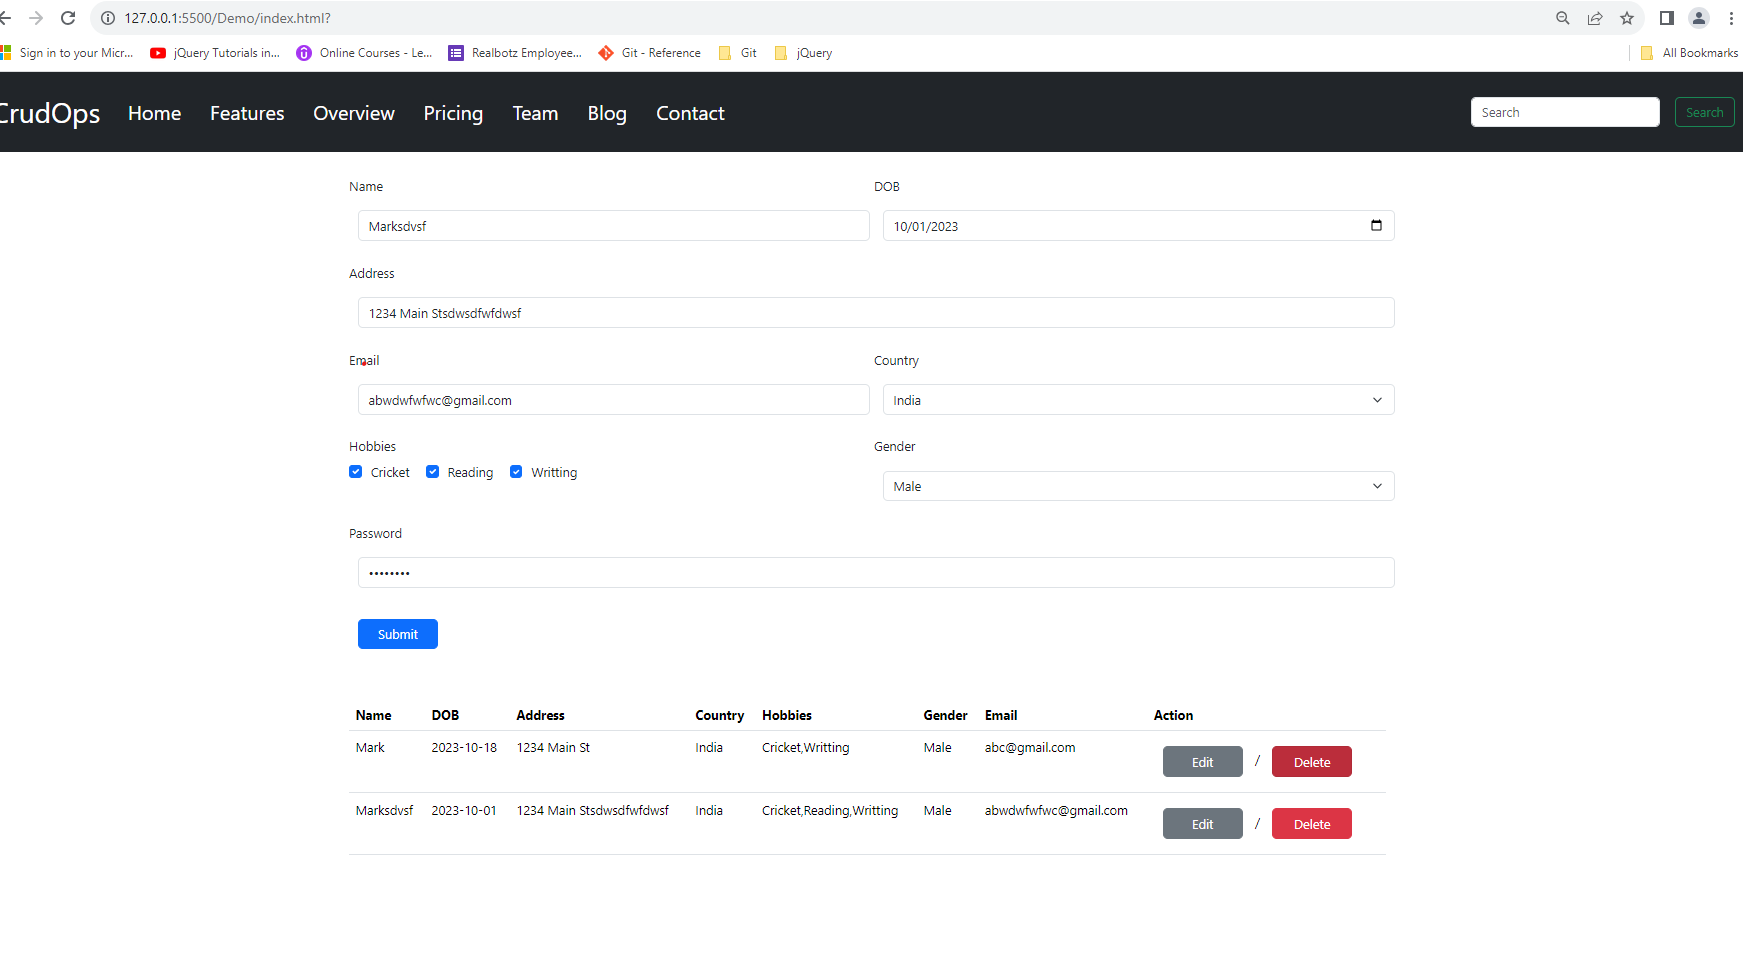 127.0.0.1:5500/Demo/index.html?
Sign in to your Micr... jQuery Tutorials in... Online Courses - Le... Realbotz Employee... Git - Reference Git jQuery All Bookmarks
CrudOps Home Features Overview Pricing Team Blog Contact Search Search
Name DOB
Marksdvsf 10/01/2023
Address
1234 Main Stsdwsdfwfdwsf
Email Country
abwdwfwfwc@gmail.com India
Hobbies Gender
Cricket Reading Writting
Male
Password
••••••••
Submit
Name DOB Address Country Hobbies Gender Email Action
Mark 2023-10-18 1234 Main St India Cricket,Writting Male abc@gmail.com Edit / Delete
Marksdvsf 2023-10-01 1234 Main Stsdwsdfwfdwsf India Cricket,Reading,Writting Male abwdwfwfwc@gmail.com Edit / Delete